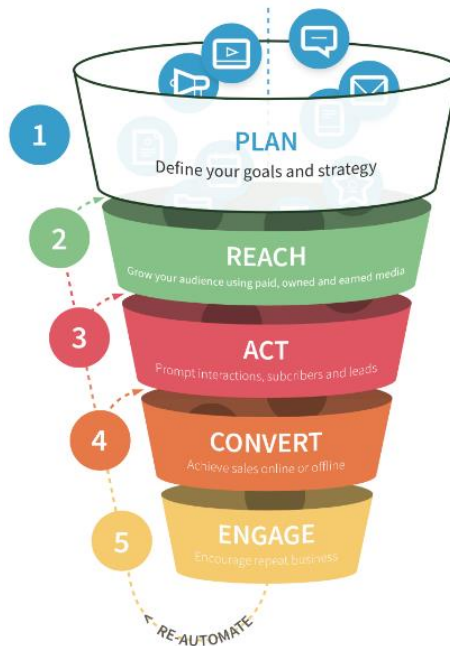 1
PLAN
Define your goals and strategy
2
REACH
Grow your audience using paid, owned and earned media
3
ACT
Prompt interactions, subcribers and leads
4
CONVERT
Achieve sales online or offline
5
ENGAGE
Encourage repeat business
< RE-AUTOMATE